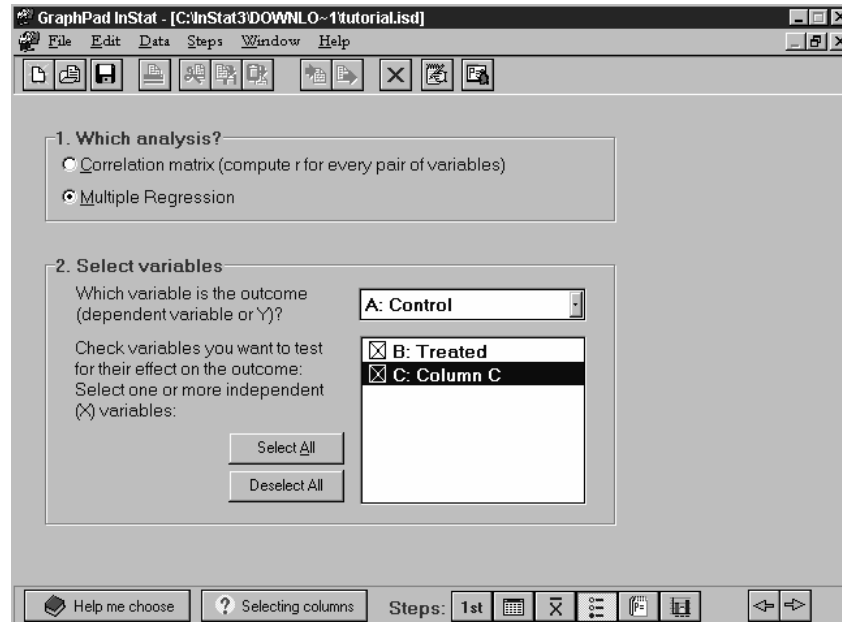 GraphPad InStat - [C:\InStat3\DOWNLO~1\tutorial.isd]
File Edit Data Steps Window Help
1. Which analysis?
Correlation matrix (compute r for every pair of variables)
Multiple Regression
2. Select variables
Which variable is the outcome
(dependent variable or Y)?
A: Control
Check variables you want to test
for their effect on the outcome:
Select one or more independent
(X) variables:
B: Treated
C: Column C
Select All
Deselect All
Help me choose
? Selecting columns
Steps: 1st